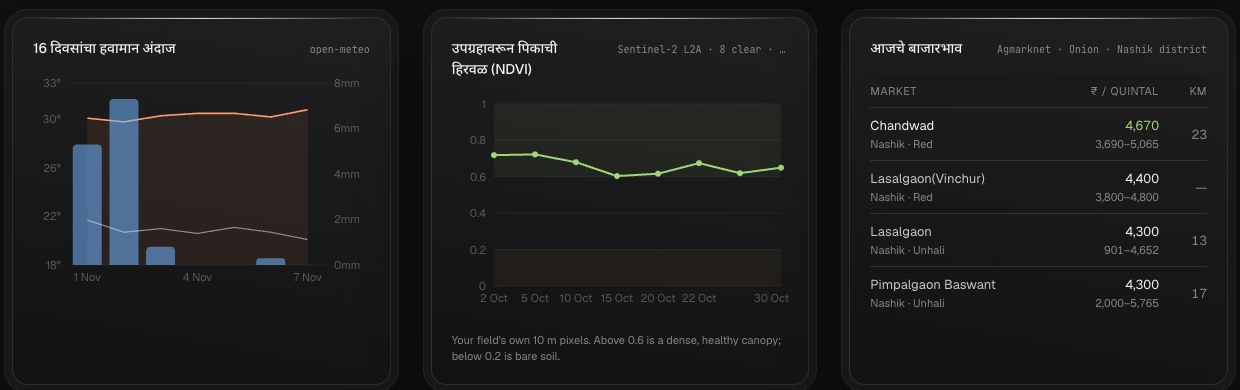 16 दिवसांचा हवामान अंदाज
open-meteo
33°
30°
26°
22°
18°
8mm
6mm
4mm
2mm
0mm
1 Nov
4 Nov
7 Nov
उपग्रहावरून पिकाची
हिरवळ (NDVI)
Sentinel-2 L2A · 8 clear · …
1
0.8
0.6
0.4
0.2
0
2 Oct 5 Oct 10 Oct 15 Oct 20 Oct 22 Oct 30 Oct
Your field's own 10 m pixels. Above 0.6 is a dense, healthy canopy;
below 0.2 is bare soil.
आजचे बाजारभाव
Agmarknet · Onion · Nashik district
MARKET ₹ / QUINTAL KM
Chandwad 4,670 23
Nashik · Red 3,690–5,065
Lasalgaon(Vinchur) 4,400 —
Nashik · Red 3,800–4,800
Lasalgaon 4,300 13
Nashik · Unhali 901–4,652
Pimpalgaon Baswant 4,300 17
Nashik · Unhali 2,000–5,765